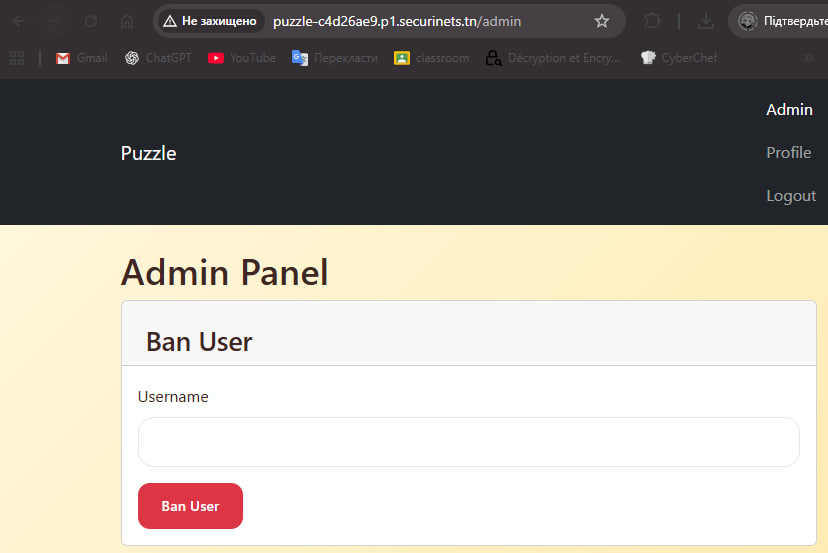 Не захищено puzzle-c4d26ae9.p1.securinets.tn/admin Підтвердьте
Gmail ChatGPT YouTube Перекласти classroom Décryption et Encry... CyberChef »
Admin
Puzzle
Profile
Logout
Admin Panel
Ban User
Username
Ban User